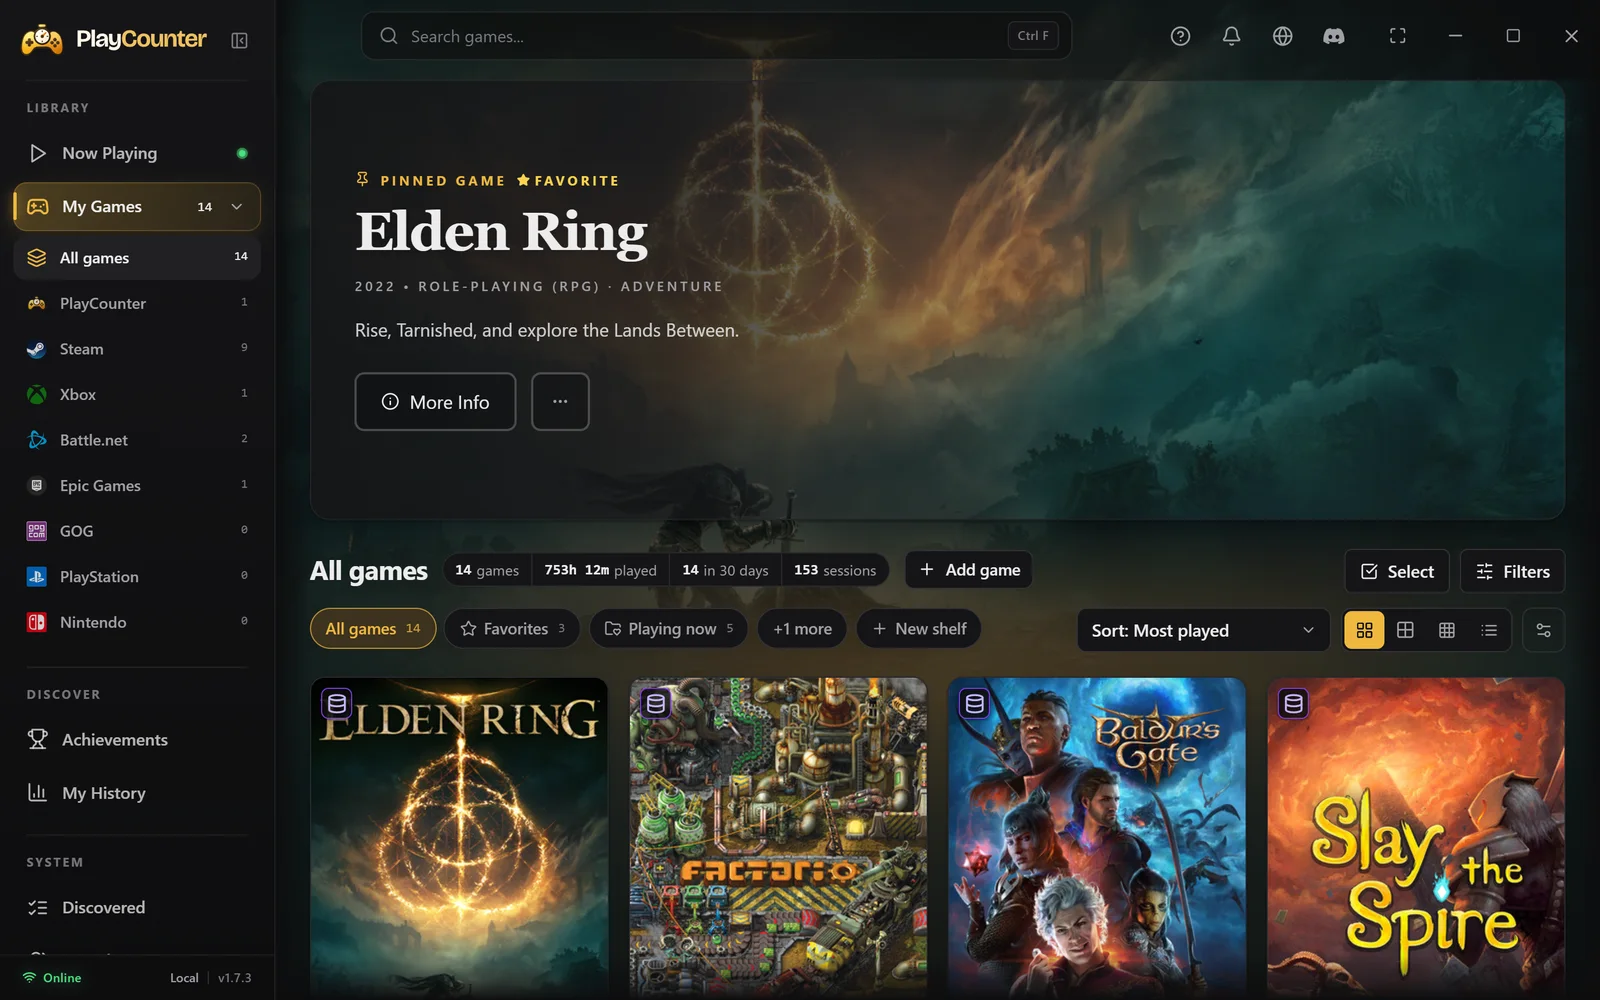 PlayCounter
Search games...
Ctrl F
LIBRARY
Now Playing
My Games 14
All games 14
PlayCounter 1
Steam 9
Xbox 1
Battle.net 2
Epic Games 1
GOG 0
PlayStation 0
Nintendo 0
DISCOVER
Achievements
My History
SYSTEM
Discovered
Online Local v1.7.3
PINNED GAME FAVORITE
Elden Ring
2022 • ROLE-PLAYING (RPG) · ADVENTURE
Rise, Tarnished, and explore the Lands Between.
More Info ...
All games 14 games 753h 12m played 14 in 30 days 153 sessions + Add game Select Filters
All games 14 Favorites 3 Playing now 5 +1 more + New shelf Sort: Most played
ELDEN RING
FACTORIO
BALDUR'S
GATE
Slay
the
Spire